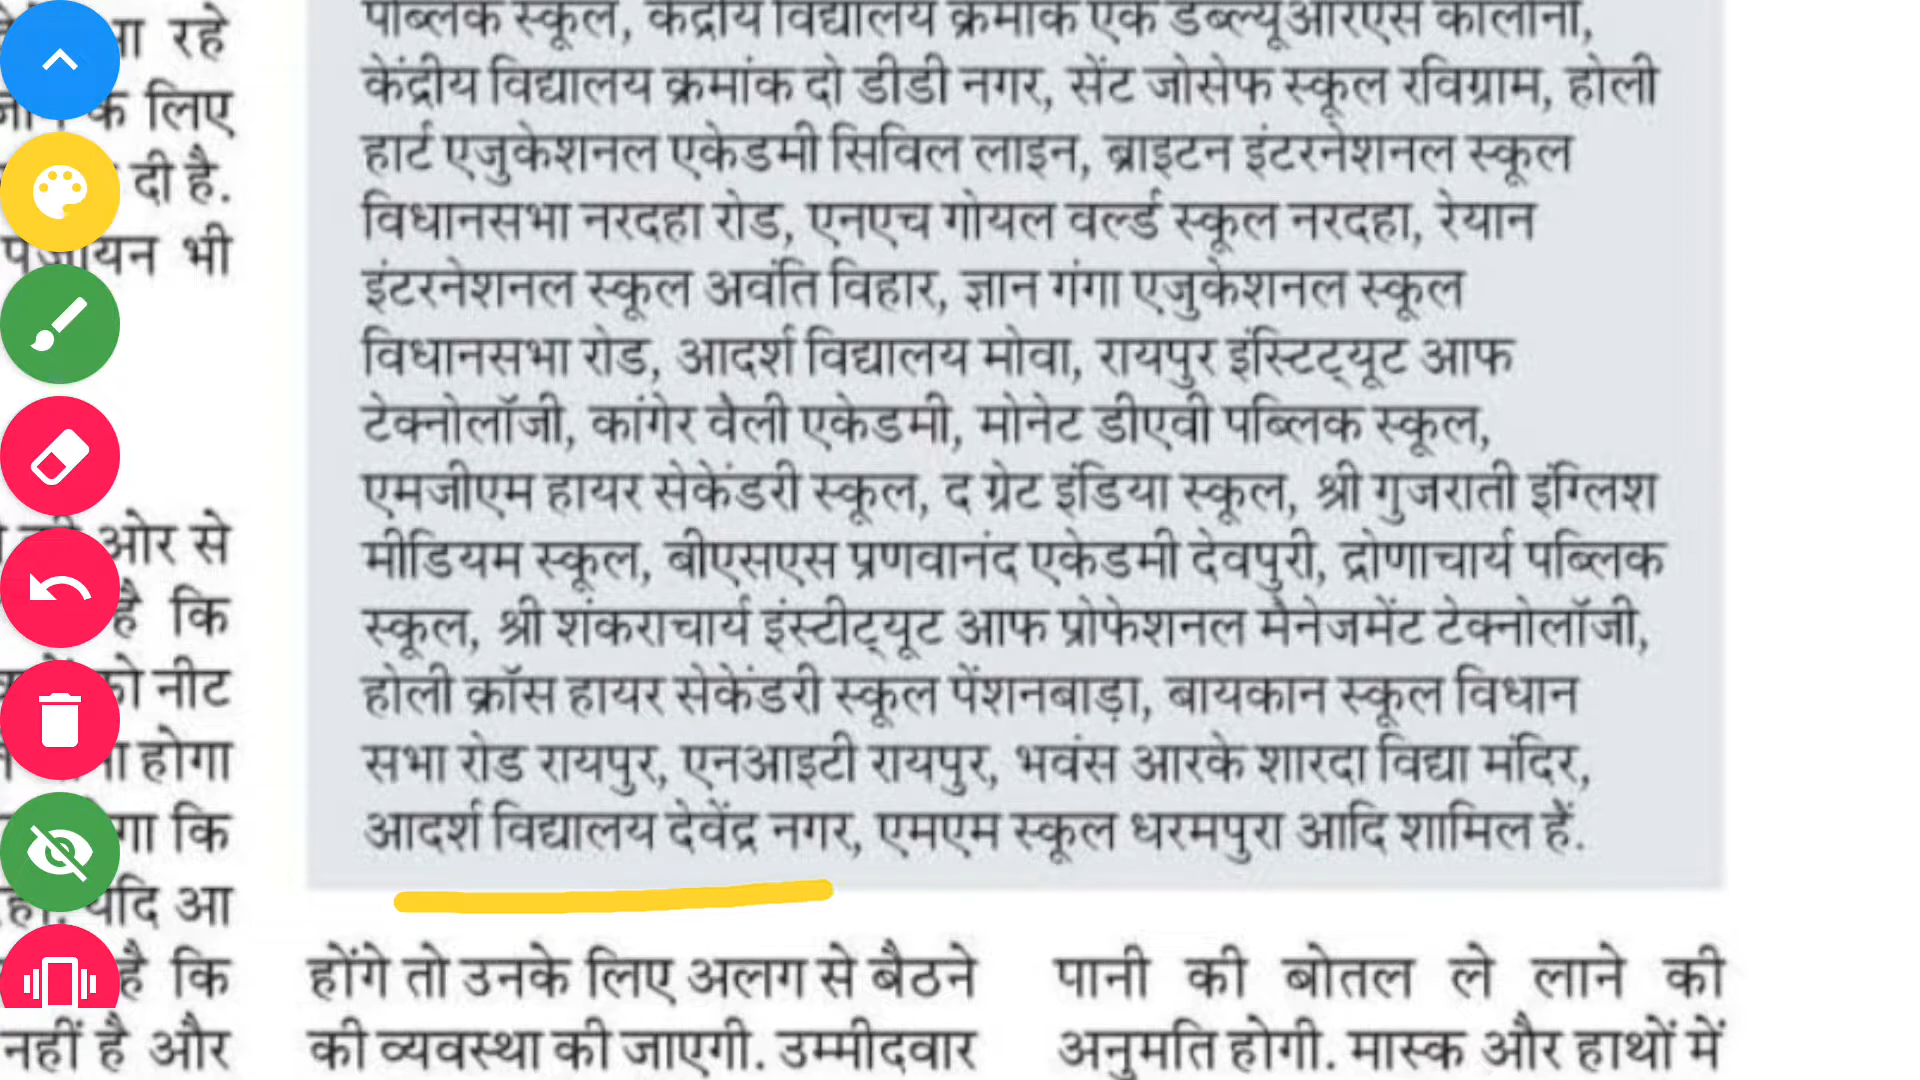 रहे
के लिए
दी है.
भी
ओर से
है कि
को नीट
होगा
गा कि
यदि आ
है कि
नहीं है और
पब्लिक स्कूल, केंद्रीय विद्यालय क्रमांक एक डब्ल्यूआरएस कालोनी,
केंद्रीय विद्यालय क्रमांक दो डीडी नगर, सेंट जोसेफ स्कूल रविग्राम, होली
हार्ट एजुकेशनल एकेडमी सिविल लाइन, ब्राइटन इंटरनेशनल स्कूल
विधानसभा नरदहा रोड, एनएच गोयल वर्ल्ड स्कूल नरदहा, रेयान
इंटरनेशनल स्कूल अवंति विहार, ज्ञान गंगा एजुकेशनल स्कूल
विधानसभा रोड, आदर्श विद्यालय मोवा, रायपुर इंस्टिट्यूट आफ
टेक्नोलॉजी, कांगेर वैली एकेडमी, मोनेट डीएवी पब्लिक स्कूल,
एमजीएम हायर सेकेंडरी स्कूल, द ग्रेट इंडिया स्कूल, श्री गुजराती इंग्लिश
मीडियम स्कूल, बीएसएस प्रणवानंद एकेडमी देवपुरी, द्रोणाचार्य पब्लिक
स्कूल, श्री शंकराचार्य इंस्टीट्यूट आफ प्रोफेशनल मैनेजमेंट टेक्नोलॉजी,
होली क्रॉस हायर सेकेंडरी स्कूल पेंशनबाड़ा, बायकान स्कूल विधान
सभा रोड रायपुर, एनआइटी रायपुर, भवंस आरके शारदा विद्या मंदिर,
आदर्श विद्यालय देवेंद्र नगर, एमएम स्कूल धरमपुरा आदि शामिल हैं.
होंगे तो उनके लिए अलग से बैठने
की व्यवस्था की जाएगी. उम्मीदवार
पानी की बोतल ले लाने की
अनुमति होगी. मास्क और हाथों में